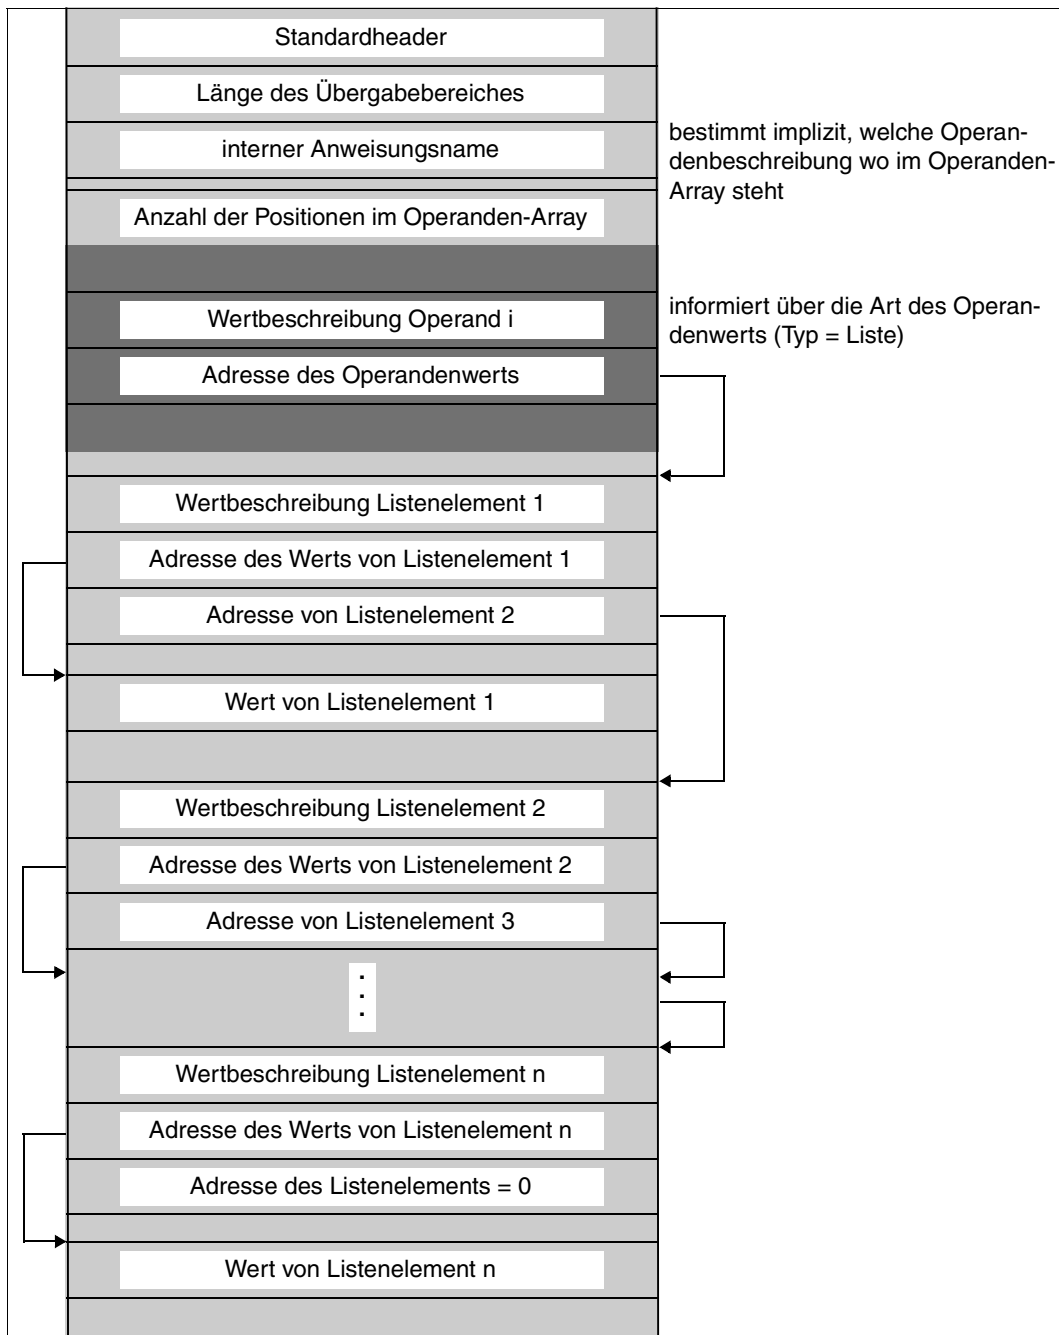 Standardheader
Länge des Übergabebereiches
interner Anweisungsname
bestimmt implizit, welche Operan-
denbeschreibung wo im Operanden-
Array steht
Anzahl der Positionen im Operanden-Array
Wertbeschreibung Operand i
informiert über die Art des Operan-
denwerts (Typ = Liste)
Adresse des Operandenwerts
Wertbeschreibung Listenelement 1
Adresse des Werts von Listenelement 1
Adresse von Listenelement 2
Wert von Listenelement 1
Wertbeschreibung Listenelement 2
Adresse des Werts von Listenelement 2
Adresse von Listenelement 3
.
.
.
Wertbeschreibung Listenelement n
Adresse des Werts von Listenelement n
Adresse des Listenelements = 0
Wert von Listenelement n